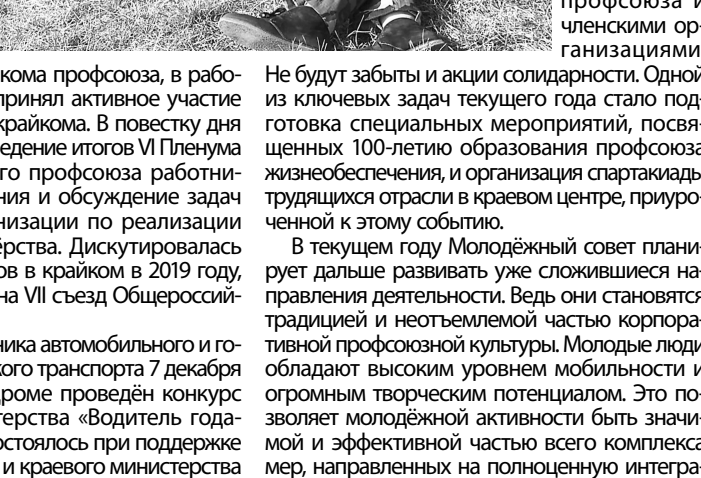 кома профсоюза, в рабо-
принял активное участие
крайкома. В повестку дня
едение итогов VI Пленума
го профсоюза работни-
ния и обсуждение задач
низации по реализации
ёрства. Дискутировалась
ов в крайком в 2019 году,
на VII съезд Общероссий-
ника автомобильного и го-
кого транспорта 7 декабря
дроме проведён конкурс
терства «Водитель года-
остоялось при поддержке
и краевого министерства
профсоюза и
членскими ор-
ганизациями
Не будут забыты и акции солидарности. Одной
из ключевых задач текущего года стало под-
готовка специальных мероприятий, посвя-
щенных 100-летию образования профсоюза
жизнеобеспечения, и организация спартакиады
трудящихся отрасли в краевом центре, приуро-
ченной к этому событию.
В текущем году Молодёжный совет плани-
рует дальше развивать уже сложившиеся на-
правления деятельности. Ведь они становятся
традицией и неотъемлемой частью корпора-
тивной профсоюзной культуры. Молодые люди
обладают высоким уровнем мобильности и
огромным творческим потенциалом. Это по-
зволяет молодёжной активности быть значи-
мой и эффективной частью всего комплекса
мер, направленных на полноценную интегра-